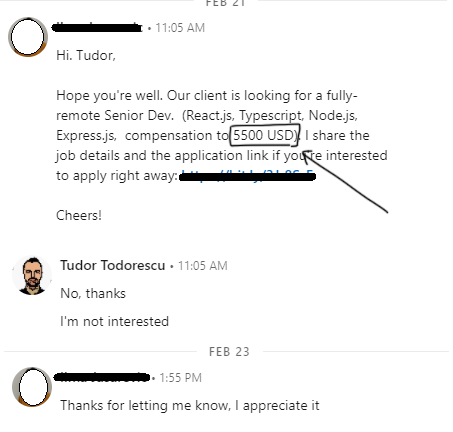 FEB 21
• 11:05 AM
Hi. Tudor,
Hope you're well. Our client is looking for a fully-
remote Senior Dev. (React.js, Typescript, Node.js,
Express.js, compensation to 5500 USD). I share the
job details and the application link if you're interested
to apply right away:
Cheers!
Tudor Todorescu • 11:05 AM
No, thanks
I'm not interested
FEB 23
• 1:55 PM
Thanks for letting me know, I appreciate it